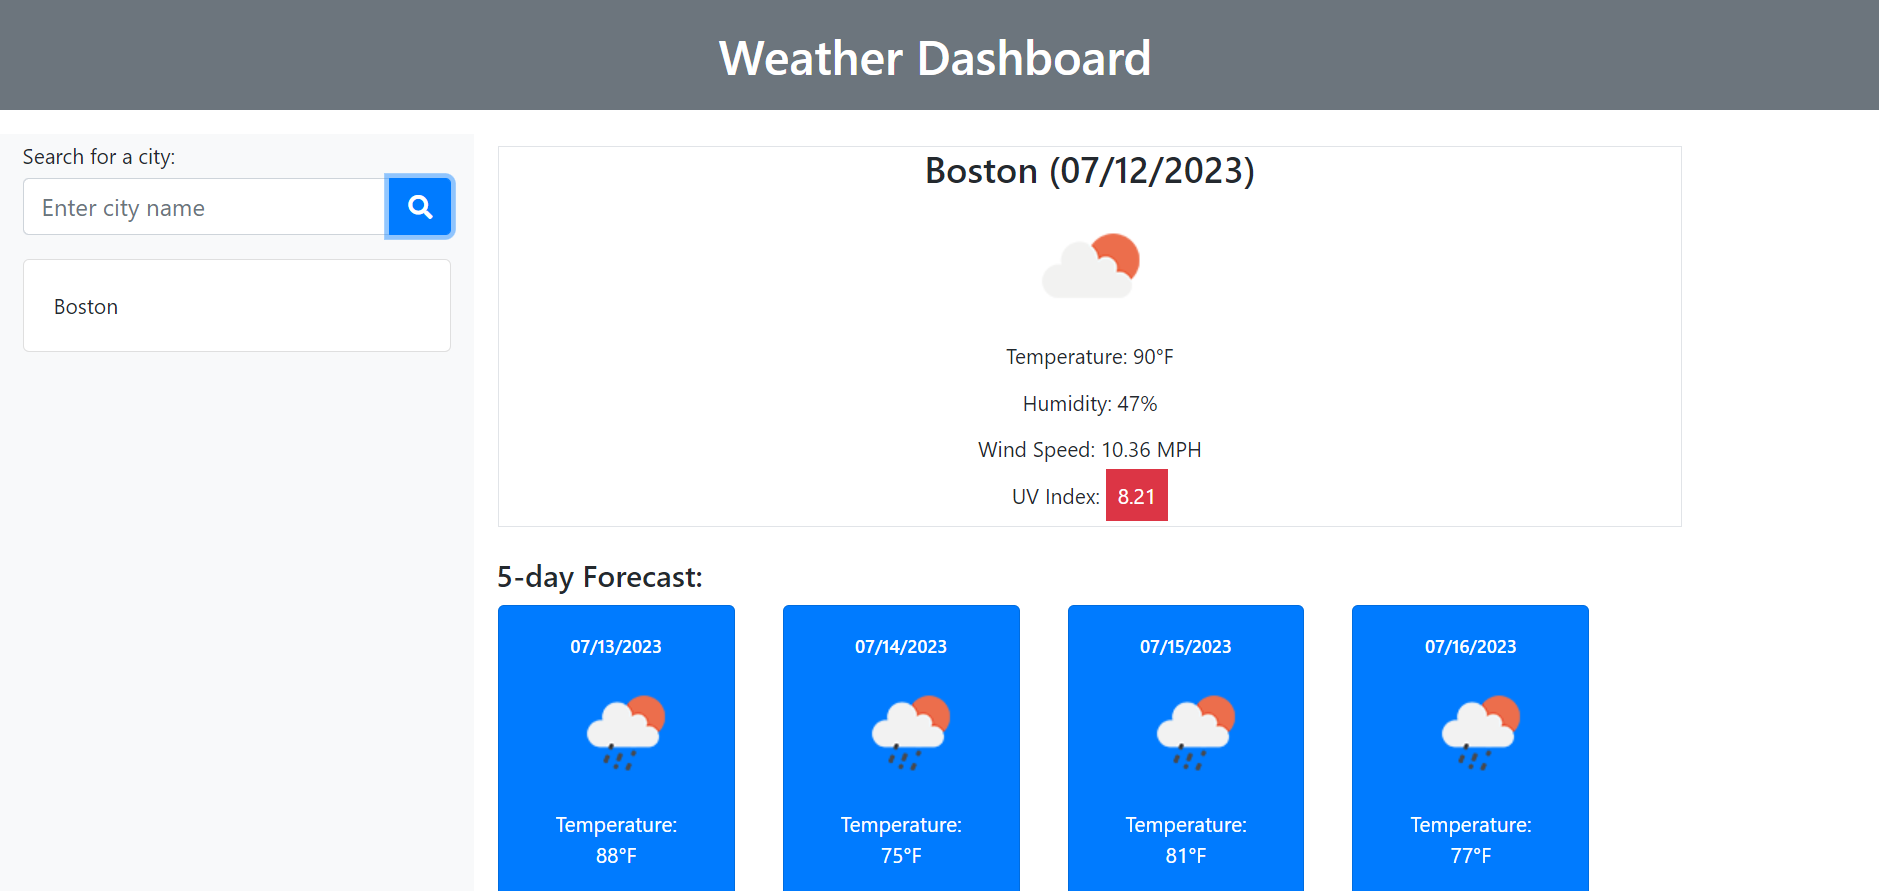 Weather Dashboard
Search for a city:
Enter city name
Boston
Boston (07/12/2023)
Temperature: 90°F
Humidity: 47%
Wind Speed: 10.36 MPH
UV Index: 8.21
5-day Forecast:
07/13/2023
Temperature:
88°F
07/14/2023
Temperature:
75°F
07/15/2023
Temperature:
81°F
07/16/2023
Temperature:
77°F